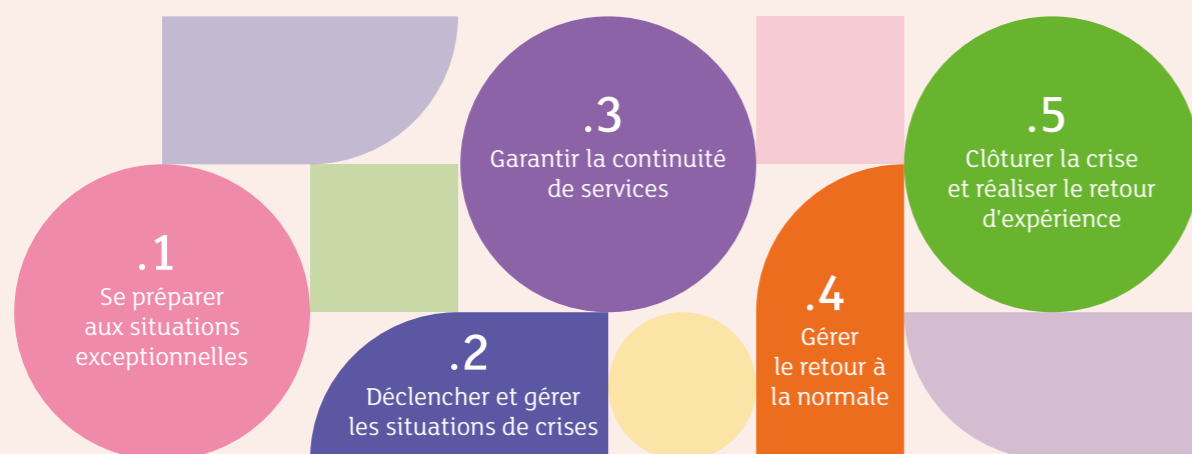 .1
Se préparer
aux situations
exceptionnelles
.2
Déclencher et gérer
les situations de crises
.3
Garantir la continuité
de services
.4
Gérer
le retour à
la normale
.5
Clôturer la crise
et réaliser le retour
d'expérience